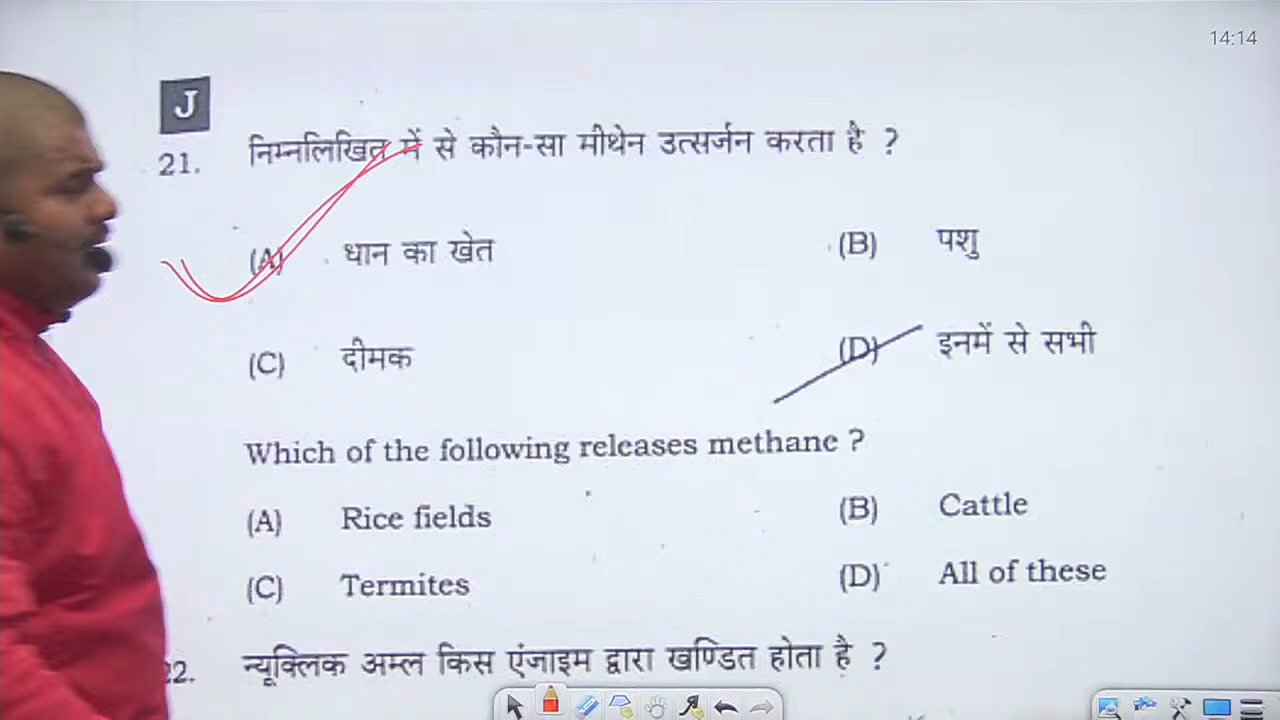 14:14
J
21. निम्नलिखित में से कौन-सा मीथेन उत्सर्जन करता है ?
(A) धान का खेत (B) पशु
(C) दीमक (D) इनमें से सभी
Which of the following releases methane ?
(A) Rice fields (B) Cattle
(C) Termites (D) All of these
22. न्यूक्लिक अम्ल किस एंजाइम द्वारा खण्डित होता है ?